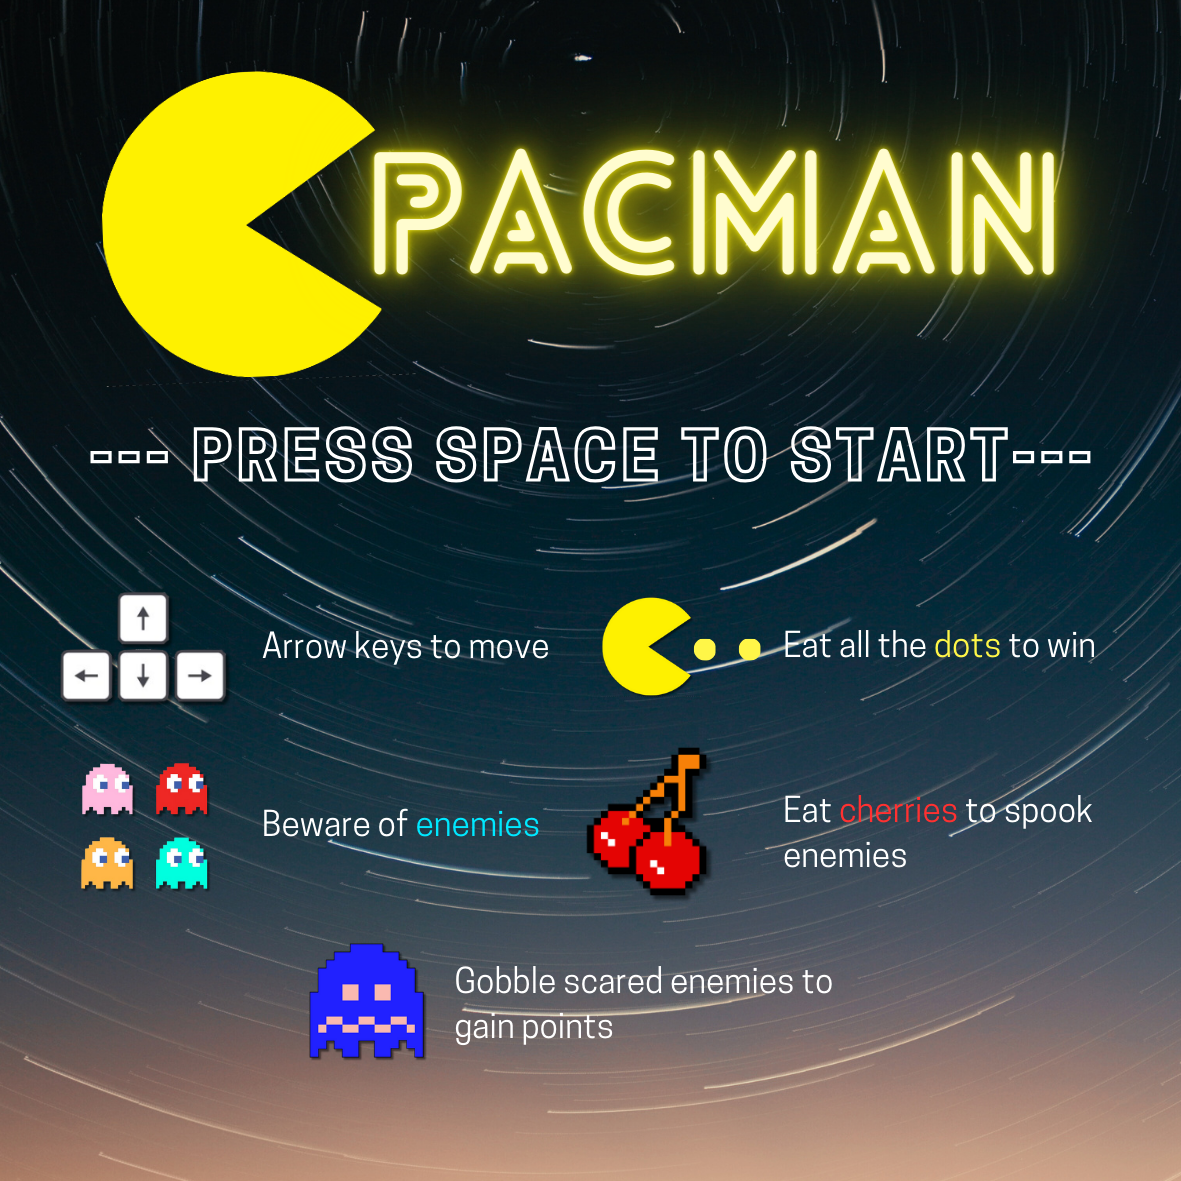 PACMAN
--- PRESS SPACE TO START---
Arrow keys to move
Eat all the dots to win
Beware of enemies
Eat cherries to spook
enemies
Gobble scared enemies to
gain points